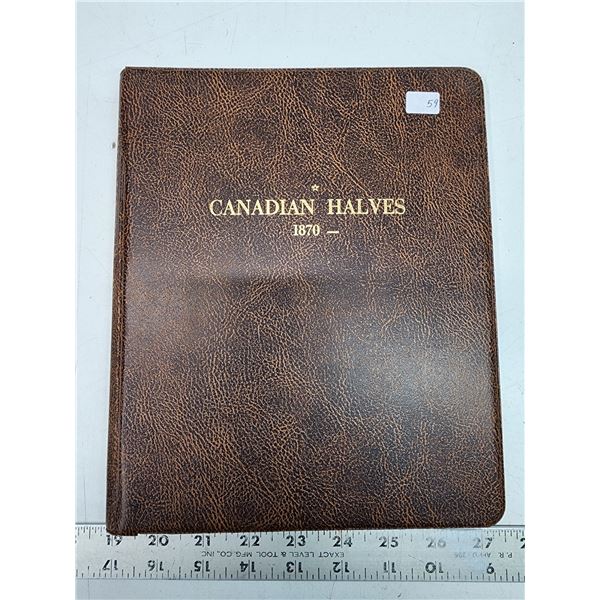 59
CANADIAN HALVES
1870 —
19 20 21 22 23 24 25 26 27
EXACT LEVEL & TOOL MFG. CO., INC
17 16 15 14 13 12 11 10 9